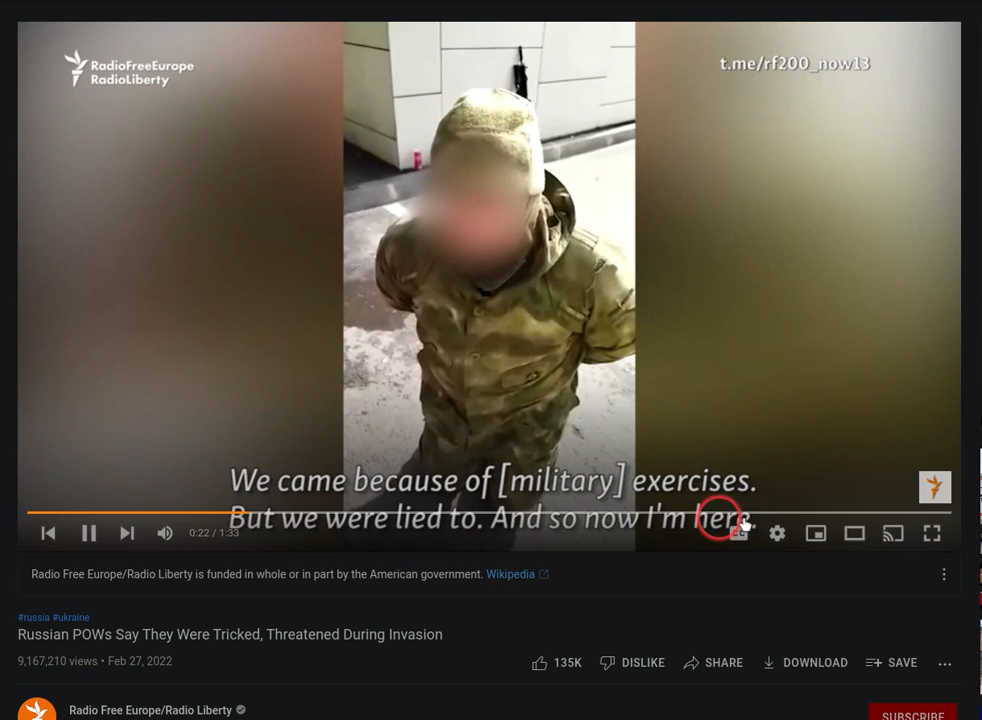 RadioFreeEurope
RadioLiberty
t.me/rf200_now13
We came because of [military] exercises.
But we were lied to. And so now I'm here.
0:22 / 1:33
Radio Free Europe/Radio Liberty is funded in whole or in part by the American government. Wikipedia
#russia #ukraine
Russian POWs Say They Were Tricked, Threatened During Invasion
9,167,210 views • Feb 27, 2022
135K
DISLIKE
SHARE
DOWNLOAD
SAVE
Radio Free Europe/Radio Liberty
SUBSCRIBE